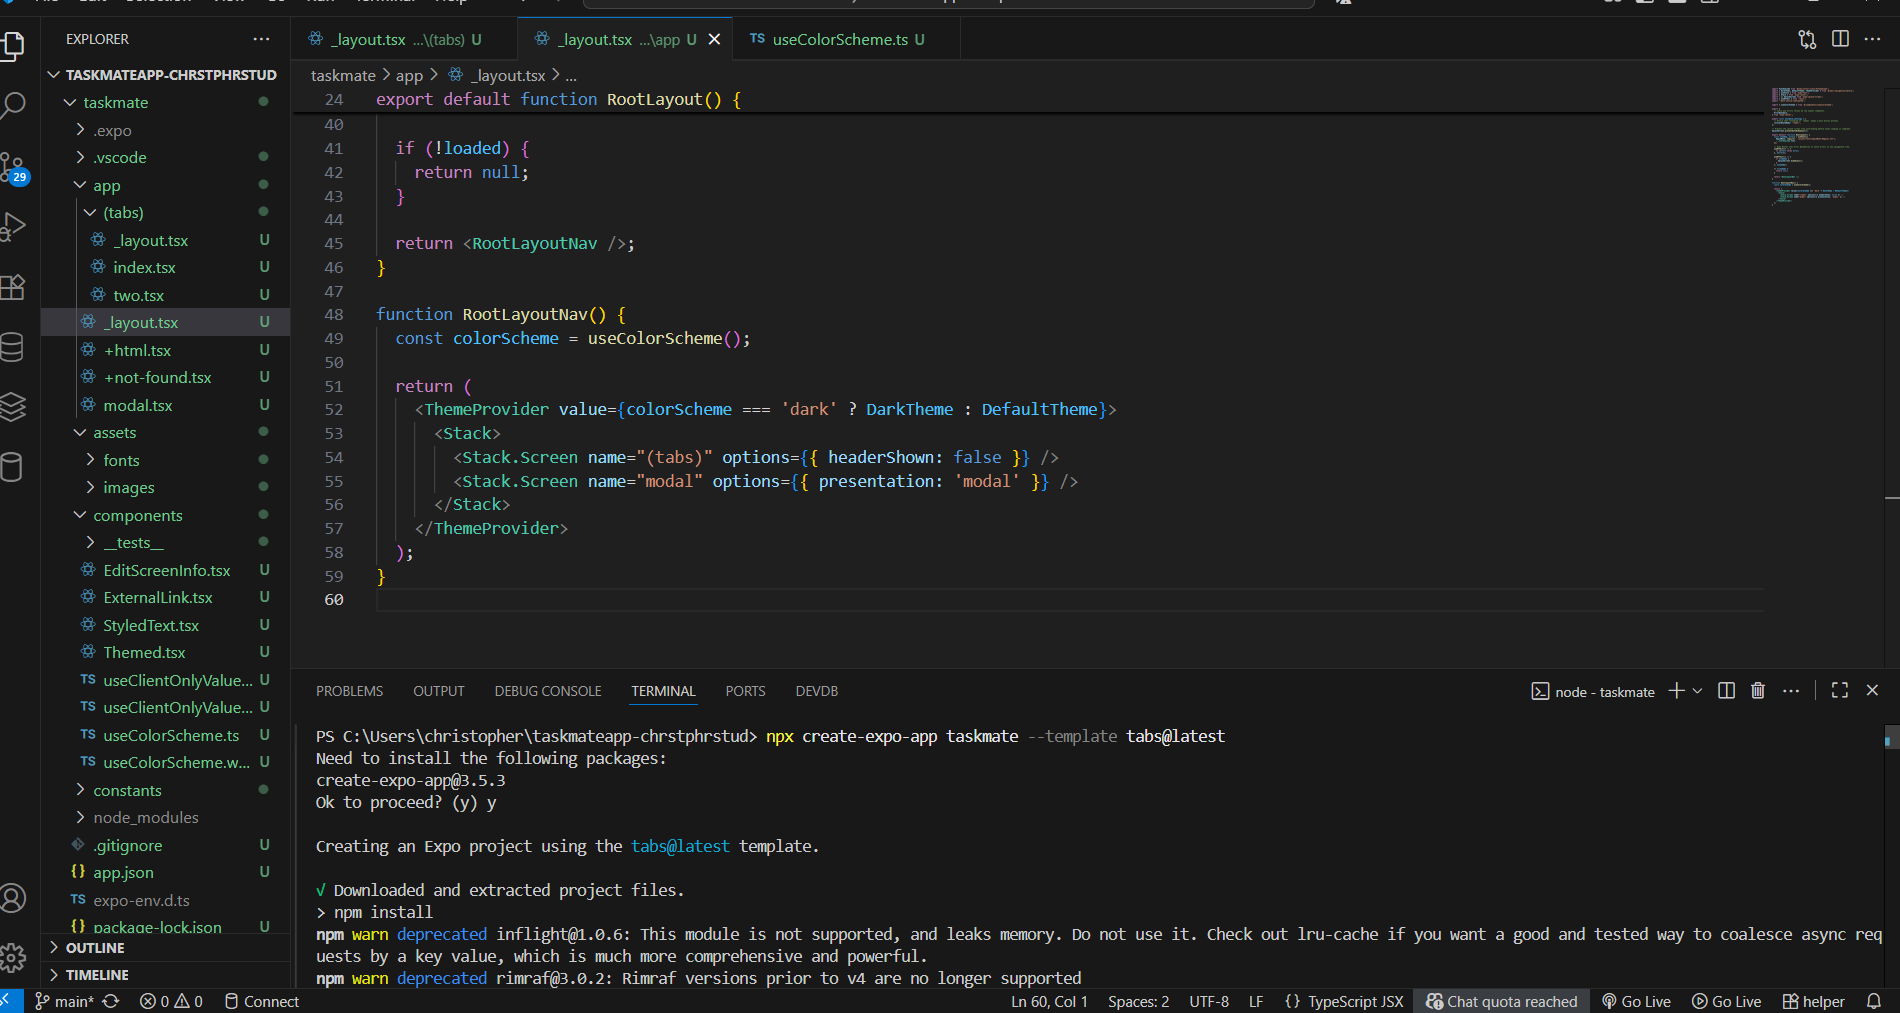 EXPLORER
_layout.tsx ...\(tabs) U
_layout.tsx ...\app U
TS useColorScheme.ts U
TASKMATEAPP-CHRSTPHRSTUD
taskmate
.expo
.vscode
app
(tabs)
_layout.tsx U
index.tsx U
two.tsx U
_layout.tsx U
+html.tsx U
+not-found.tsx U
modal.tsx U
assets
fonts
images
components
__tests__
EditScreenInfo.tsx U
ExternalLink.tsx U
StyledText.tsx U
Themed.tsx U
TS useClientOnlyValue... U
TS useClientOnlyValue... U
TS useColorScheme.ts U
TS useColorScheme.w... U
constants
node_modules
.gitignore U
{} app.json U
TS expo-env.d.ts
{} package-lock.json U
OUTLINE
TIMELINE
29
taskmate > app > _layout.tsx > ...
24 export default function RootLayout() {
40
41 if (!loaded) {
42 return null;
43 }
44
45 return <RootLayoutNav />;
46 }
47
48 function RootLayoutNav() {
49 const colorScheme = useColorScheme();
50
51 return (
52 <ThemeProvider value={colorScheme === 'dark' ? DarkTheme : DefaultTheme}>
53 <Stack>
54 <Stack.Screen name="(tabs)" options={{ headerShown: false }} />
55 <Stack.Screen name="modal" options={{ presentation: 'modal' }} />
56 </Stack>
57 </ThemeProvider>
58 );
59 }
60
PROBLEMS OUTPUT DEBUG CONSOLE TERMINAL PORTS DEVDB
node - taskmate
PS C:\Users\christopher\taskmateapp-chrstphrstud> npx create-expo-app taskmate --template tabs@latest
Need to install the following packages:
create-expo-app@3.5.3
Ok to proceed? (y) y
Creating an Expo project using the tabs@latest template.
√ Downloaded and extracted project files.
> npm install
npm warn deprecated inflight@1.0.6: This module is not supported, and leaks memory. Do not use it. Check out lru-cache if you want a good and tested way to coalesce async req
uests by a key value, which is much more comprehensive and powerful.
npm warn deprecated rimraf@3.0.2: Rimraf versions prior to v4 are no longer supported
main* 0 0 Connect
Ln 60, Col 1 Spaces: 2 UTF-8 LF {} TypeScript JSX Chat quota reached Go Live Go Live helper